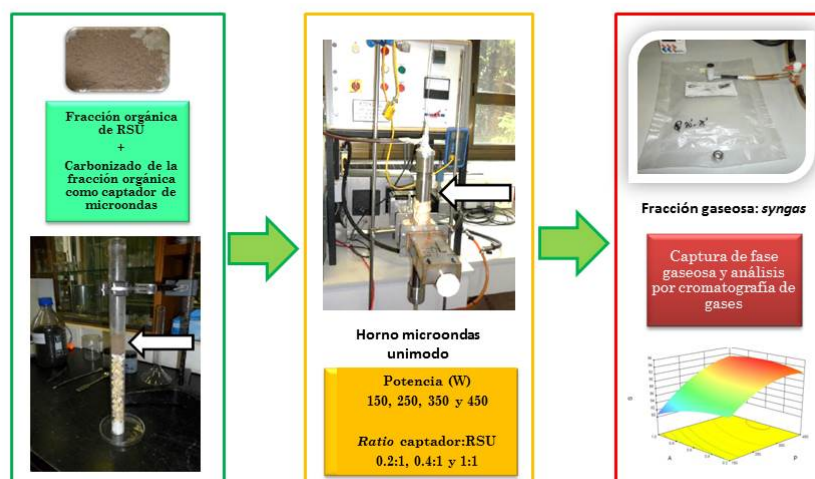 Fracción orgánica
de RSU
+
Carbonizado de la
fracción orgánica
como captador de
microondas
Horno microondas
unimodo
Potencia (W)
150, 250, 350 y 450
Ratio captador:RSU
0.2:1, 0.4:1 y 1:1
Fracción gaseosa: syngas
Captura de fase
gaseosa y análisis
por cromatografía de
gases
A
P